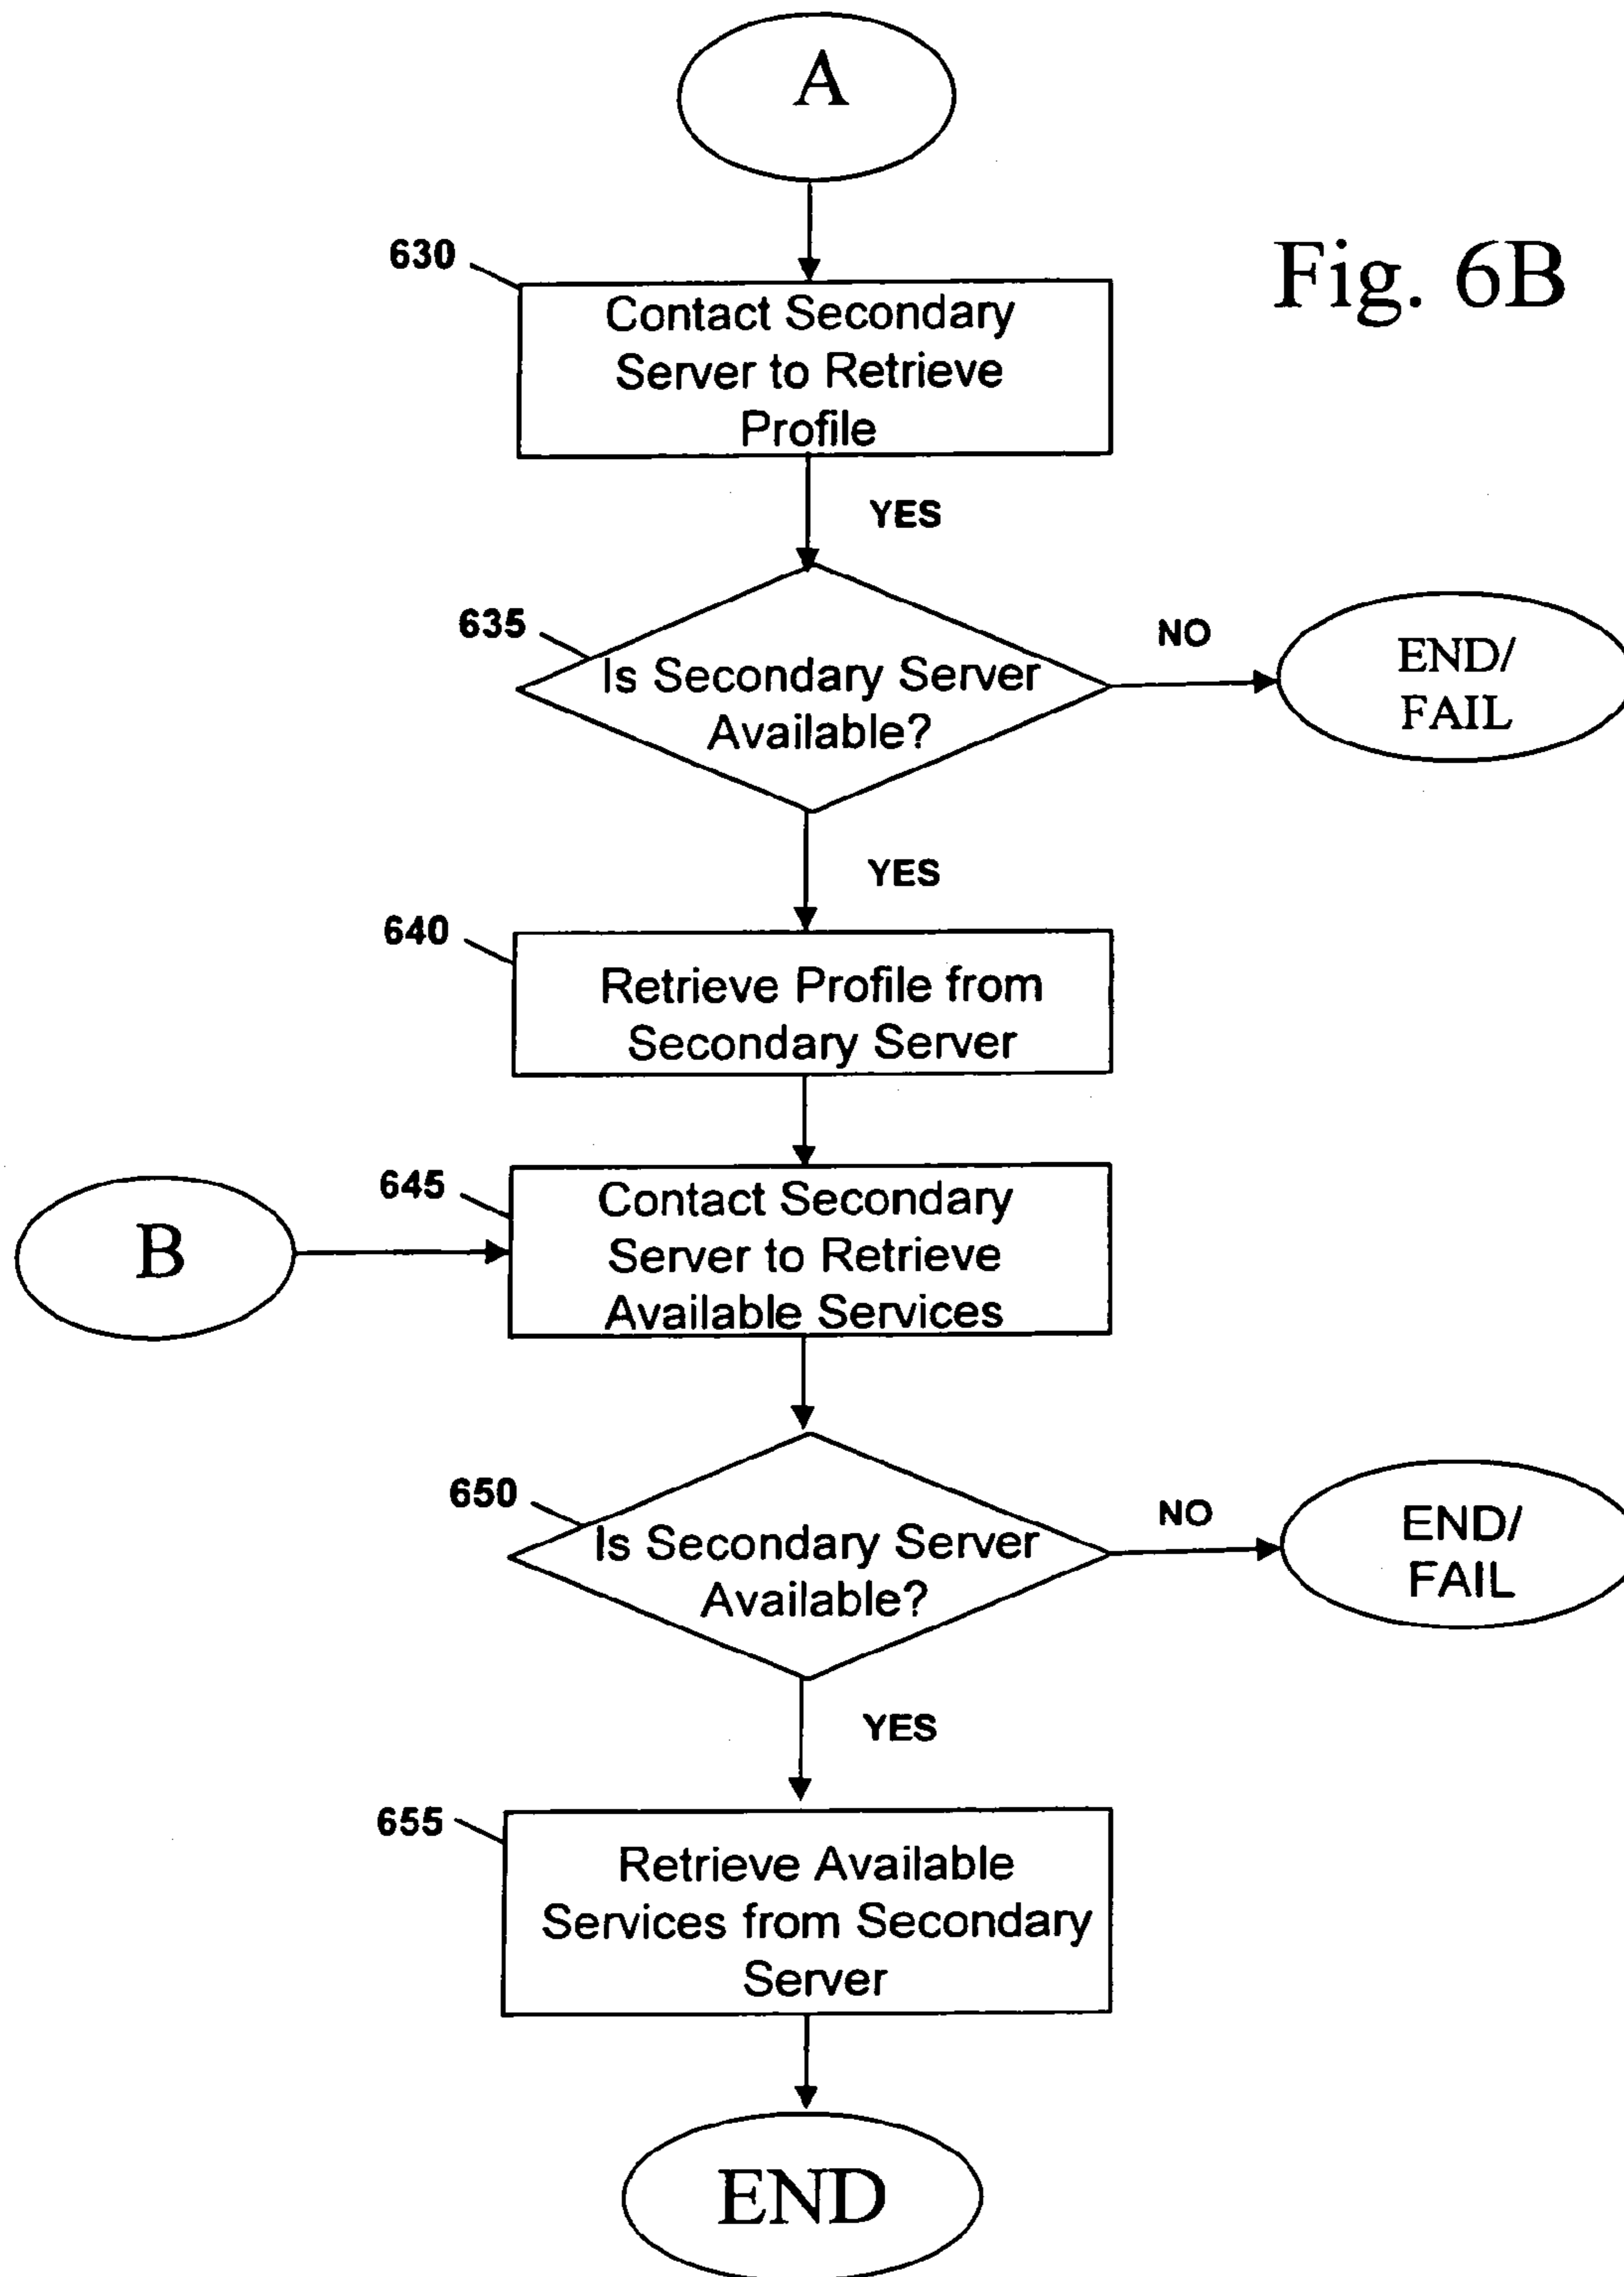 A
Fig. 6B
630
Contact Secondary
Server to Retrieve
Profile
YES
635
Is Secondary Server
Available?
NO
END/
FAIL
YES
640
Retrieve Profile from
Secondary Server
645
Contact Secondary
Server to Retrieve
Available Services
B
650
Is Secondary Server
Available?
NO
END/
FAIL
YES
655
Retrieve Available
Services from Secondary
Server
END